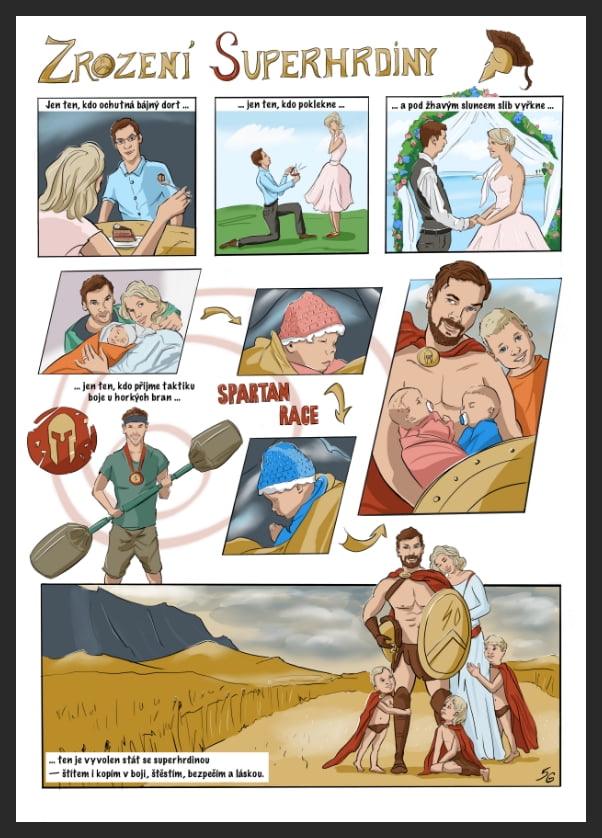 Zrození Superhrdiny
Jen ten, kdo ochutná bájný dort ...
... jen ten, kdo poklekne ...
... a pod žhavým sluncem slib vyřkne ...
... jen ten, kdo přijme taktiku
boje u horkých bran ...
SPARTAN
RACE
40
... ten je vyvolen stát se superhrdinou
— štítem i kopím v boji, štěstím, bezpečím a láskou.
SG